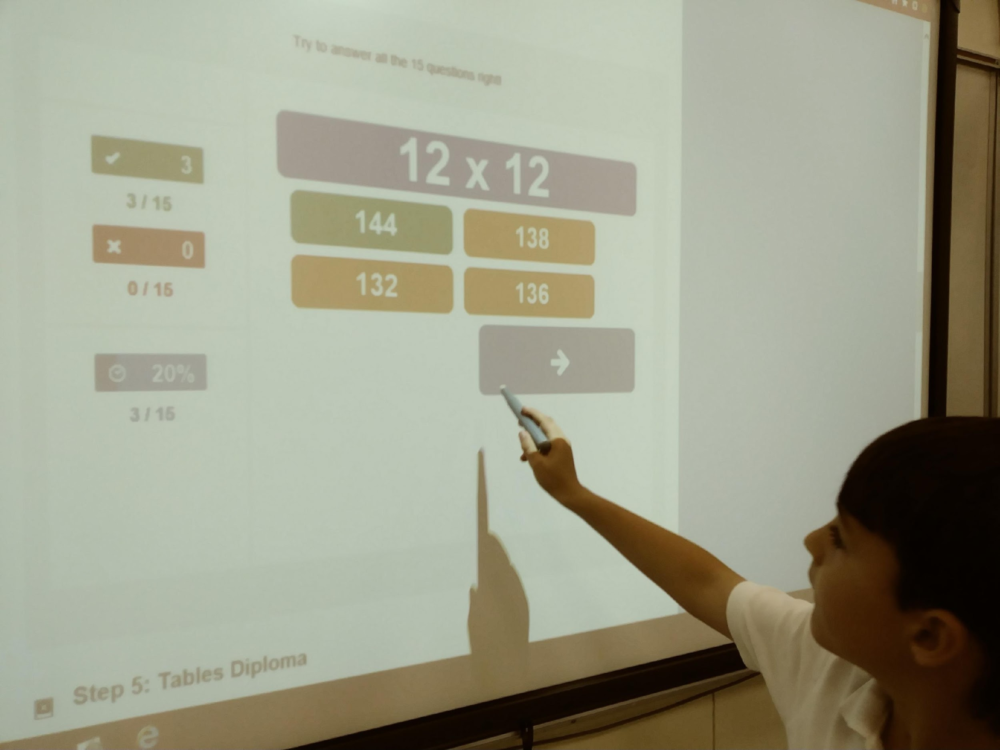 Try to answer all the 15 questions right!
12 x 12
144
138
132
136
3
3 / 15
0
0 / 15
20%
3 / 15
Step 5: Tables Diploma